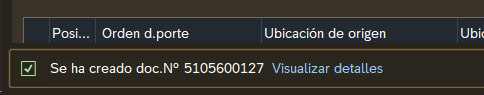 Posi... Orden d.porte Ubicación de origen Ubic
Se ha creado doc.Nº 5105600127 Visualizar detalles